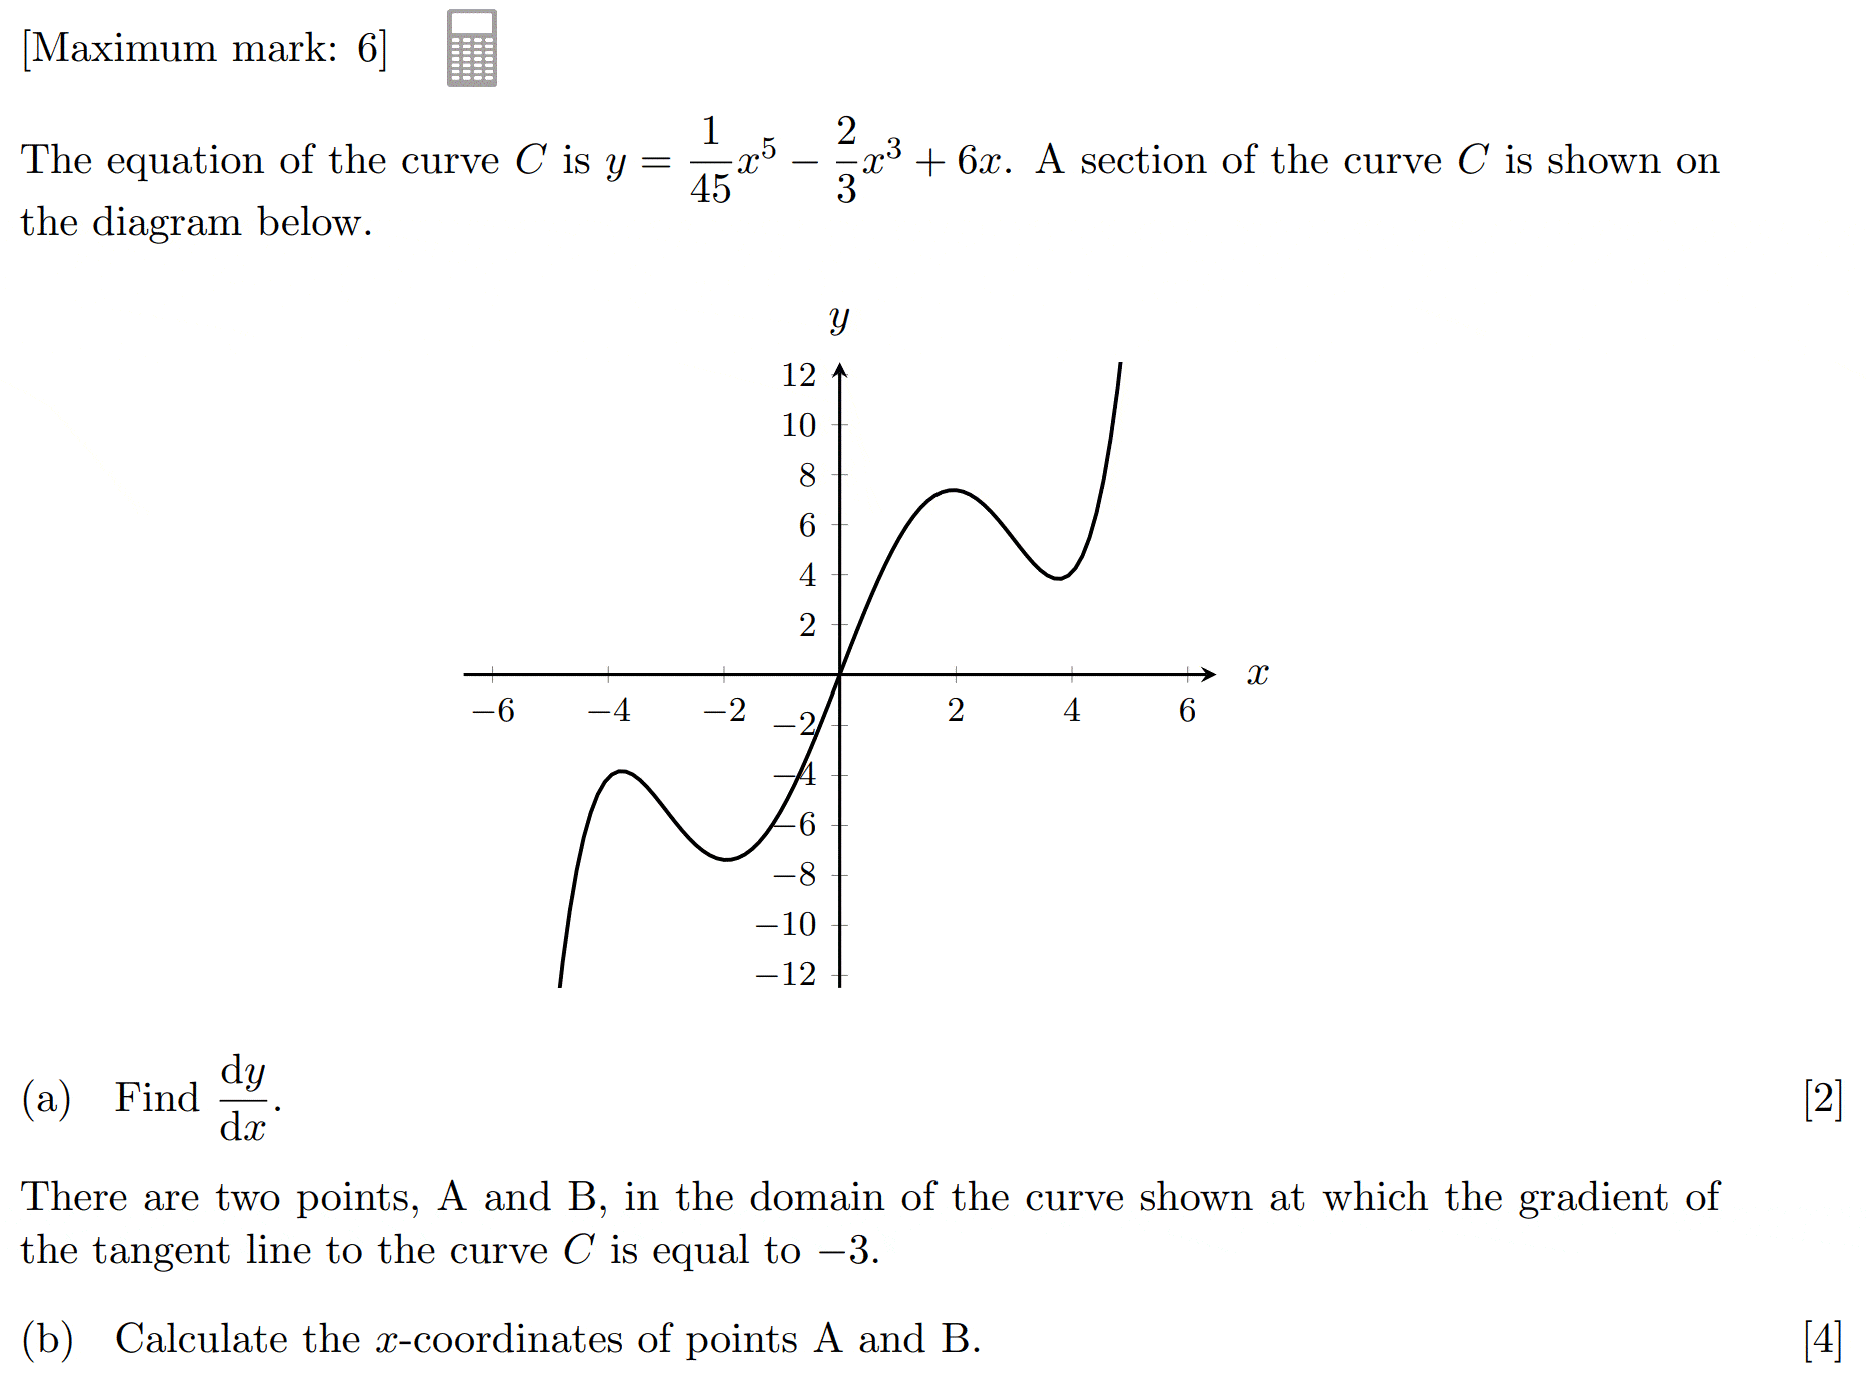 [Maximum mark: 6]
The equation of the curve C is y = \frac{1}{45}x^5 − \frac{2}{3}x^3 + 6x. A section of the curve C is shown on
the diagram below.
y
12
10
8
6
4
2
x
−6 −4 −2 2 4 6
−2
−4
−6
−8
−10
−12
(a) Find \frac{dy}{dx}. [2]
There are two points, A and B, in the domain of the curve shown at which the gradient of
the tangent line to the curve C is equal to −3.
(b) Calculate the x-coordinates of points A and B. [4]